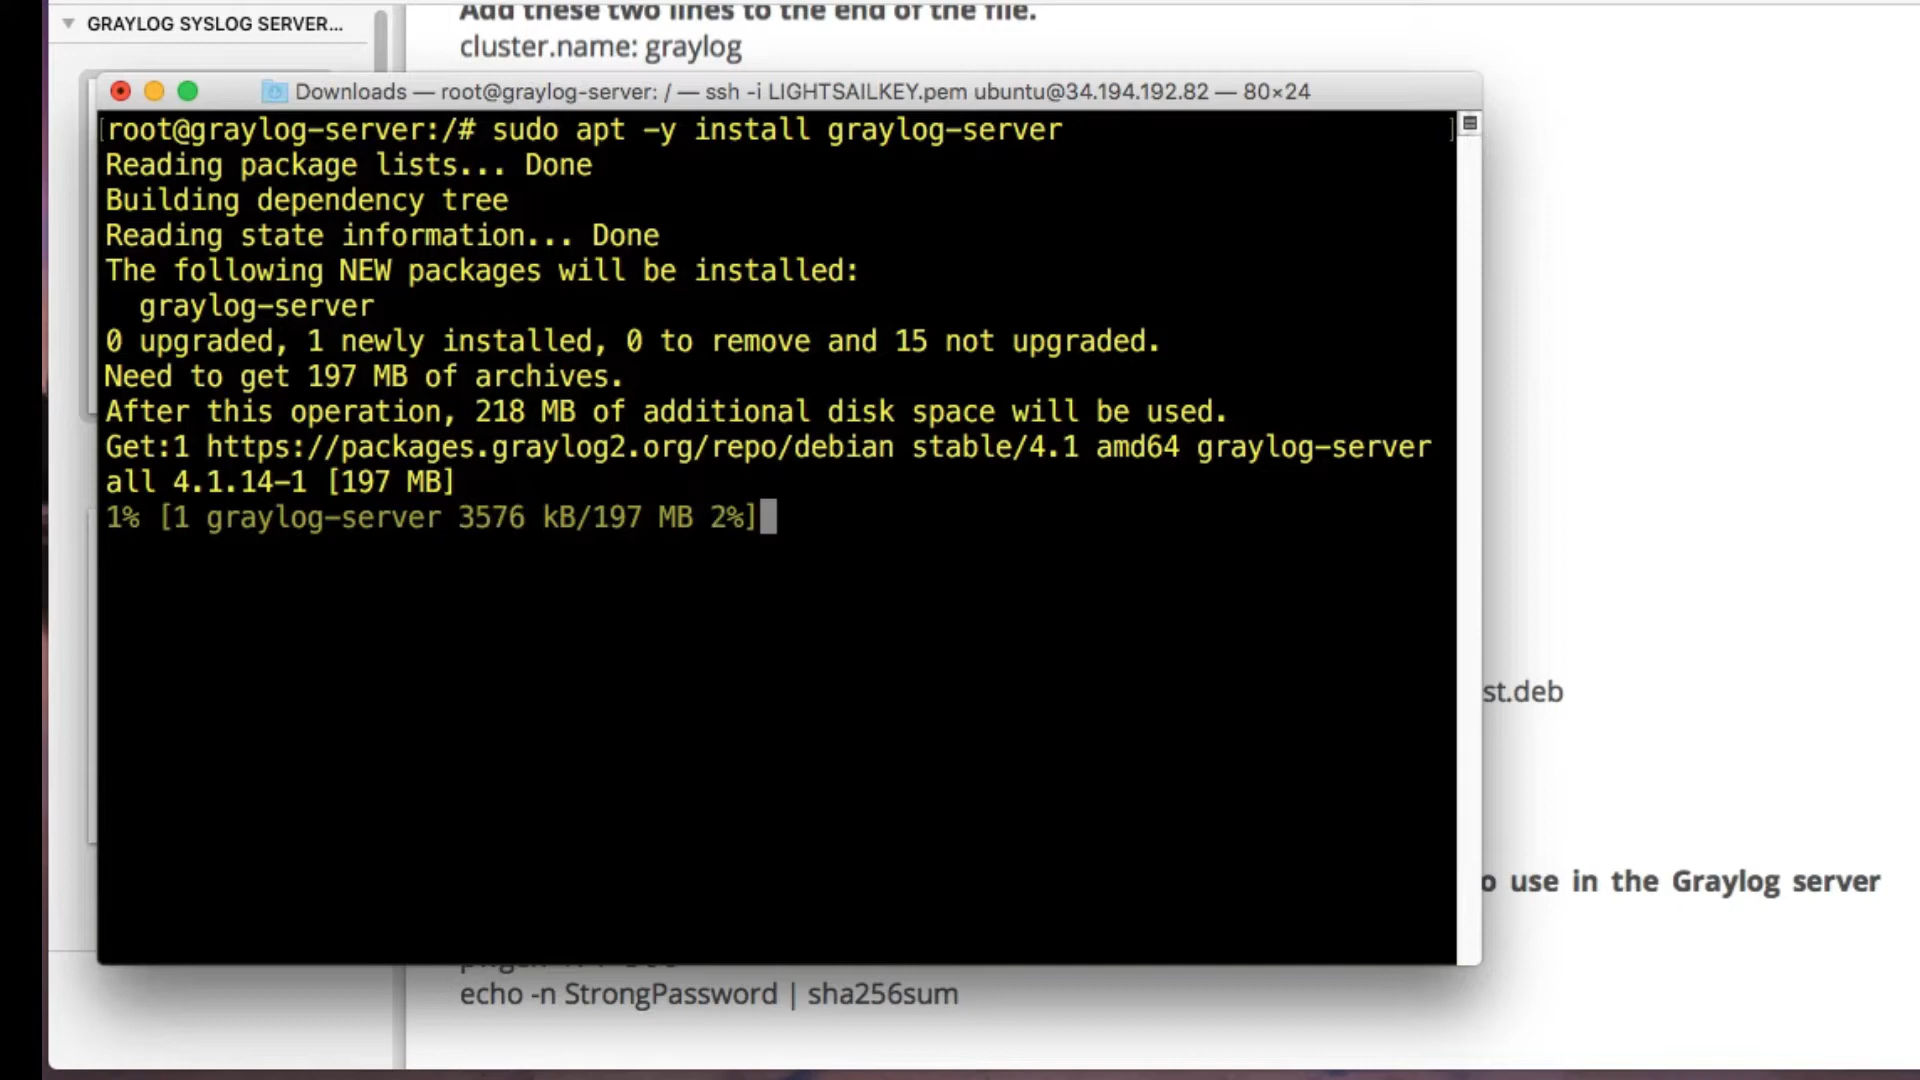 GRAYLOG SYSLOG SERVER...
Add these two lines to the end of the file.
cluster.name: graylog
Downloads — root@graylog-server: / — ssh -i LIGHTSAILKEY.pem ubuntu@34.194.192.82 — 80×24
[root@graylog-server:/# sudo apt -y install graylog-server ]
Reading package lists... Done
Building dependency tree
Reading state information... Done
The following NEW packages will be installed:
graylog-server
0 upgraded, 1 newly installed, 0 to remove and 15 not upgraded.
Need to get 197 MB of archives.
After this operation, 218 MB of additional disk space will be used.
Get:1 https://packages.graylog2.org/repo/debian stable/4.1 amd64 graylog-server
all 4.1.14-1 [197 MB]
1% [1 graylog-server 3576 kB/197 MB 2%]
st.deb
o use in the Graylog server
echo -n StrongPassword | sha256sum